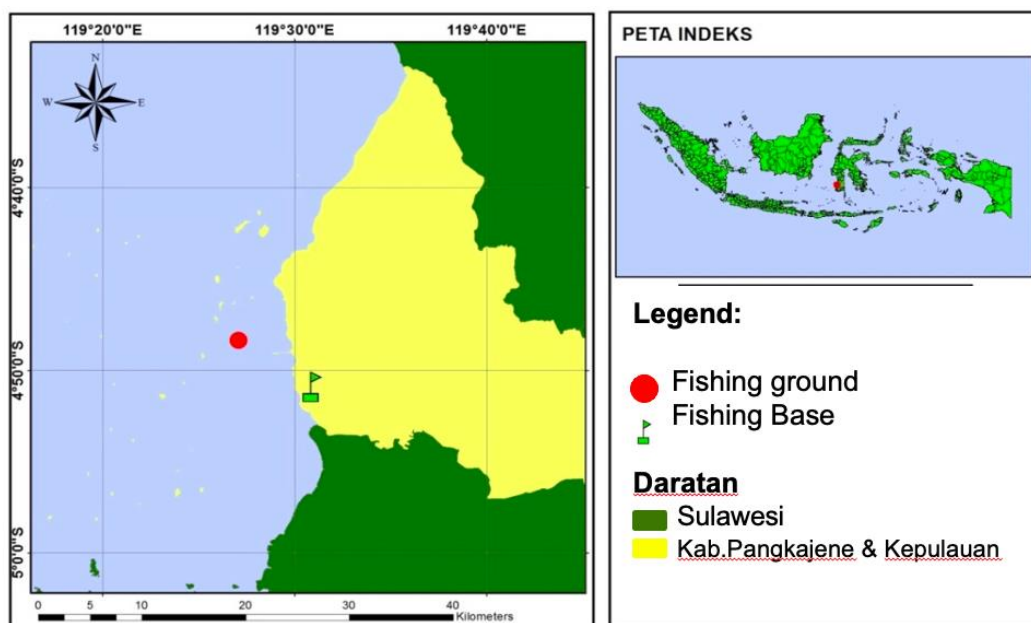 119°20'0"E 119°30'0"E 119°40'0"E
N
W E
S
4°40'0"S
4°50'0"S
5°0'0"S
0 5 10 20 30 40
Kilometers
PETA INDEKS
Legend:
Fishing ground
Fishing Base
Daratan
Sulawesi
Kab.Pangkajene & Kepulauan